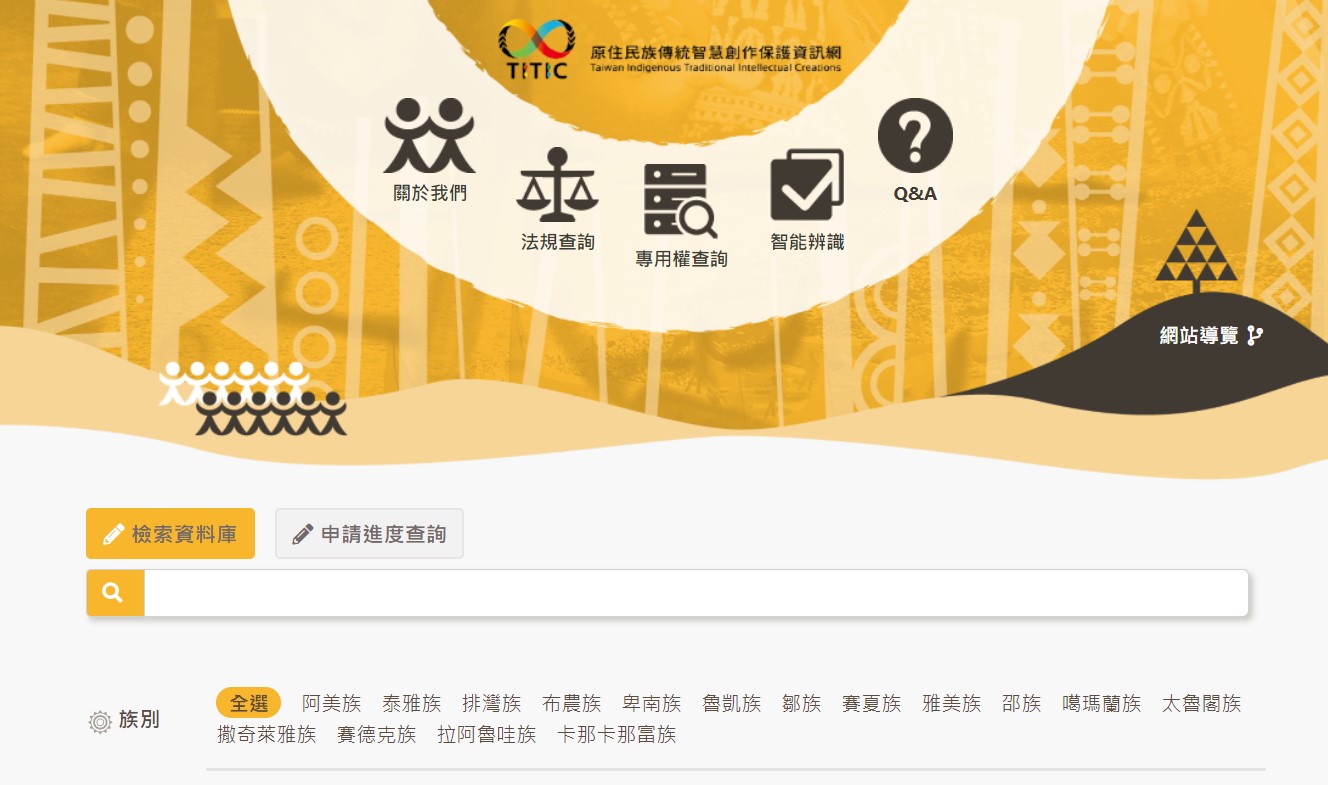 TITIC
原住民族傳統智慧創作保護資訊網
Taiwan Indigenous Traditional Intellectual Creations
關於我們
法規查詢
專用權查詢
智能辨識
Q&A
網站導覽
檢索資料庫
申請進度查詢
族別
全選 阿美族 泰雅族 排灣族 布農族 卑南族 魯凱族 鄒族 賽夏族 雅美族 邵族 噶瑪蘭族 太魯閣族
撒奇萊雅族 賽德克族 拉阿魯哇族 卡那卡那富族